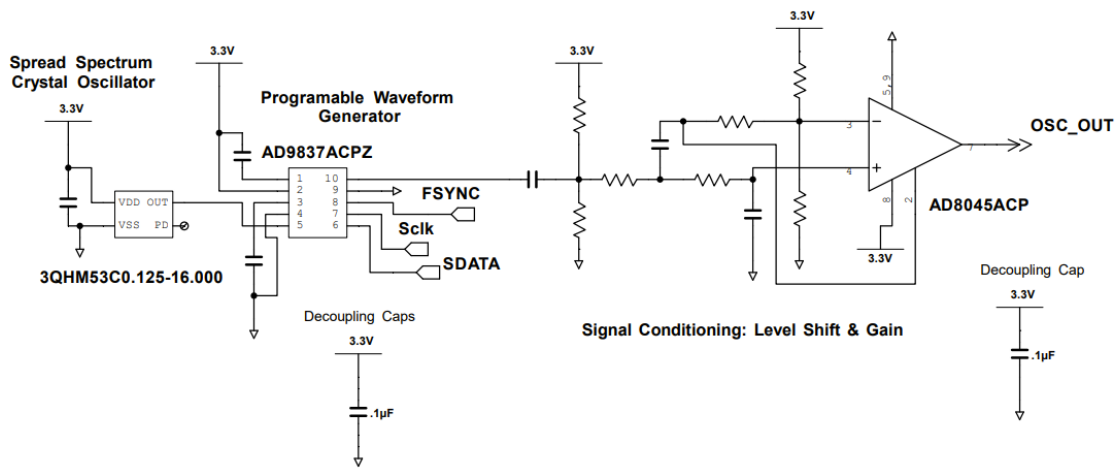 Spread Spectrum
Crystal Oscillator
3.3V
VDD OUT
VSS PD
3QHM53C0.125-16.000
3.3V
Programable Waveform
Generator
AD9837ACPZ
1 10
2 9
3 8
4 7
5 6
FSYNC
Sclk
SDATA
Decoupling Caps
3.3V
.1µF
3.3V
3.3V
5,9
3
4
7
8
2
OSC_OUT
AD8045ACP
3.3V
Signal Conditioning: Level Shift & Gain
Decoupling Cap
3.3V
.1µF